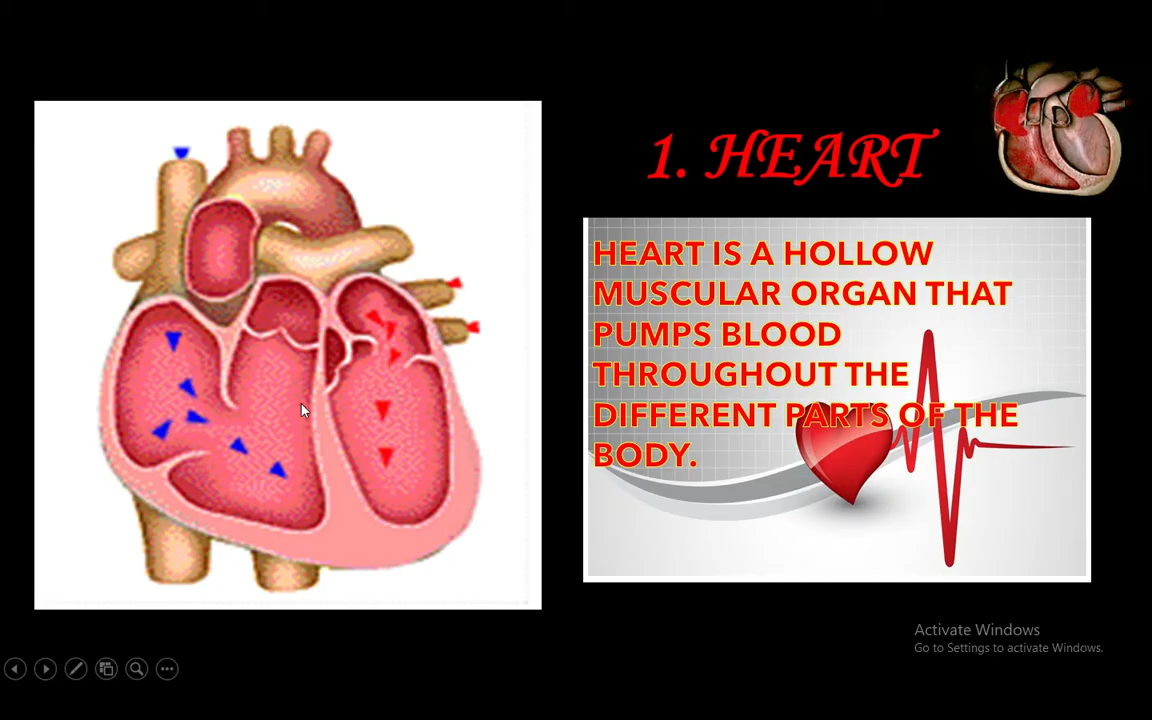 1. HEART
HEART IS A HOLLOW
MUSCULAR ORGAN THAT
PUMPS BLOOD
THROUGHOUT THE
DIFFERENT PARTS OF THE
BODY.
Activate Windows
Go to Settings to activate Windows.